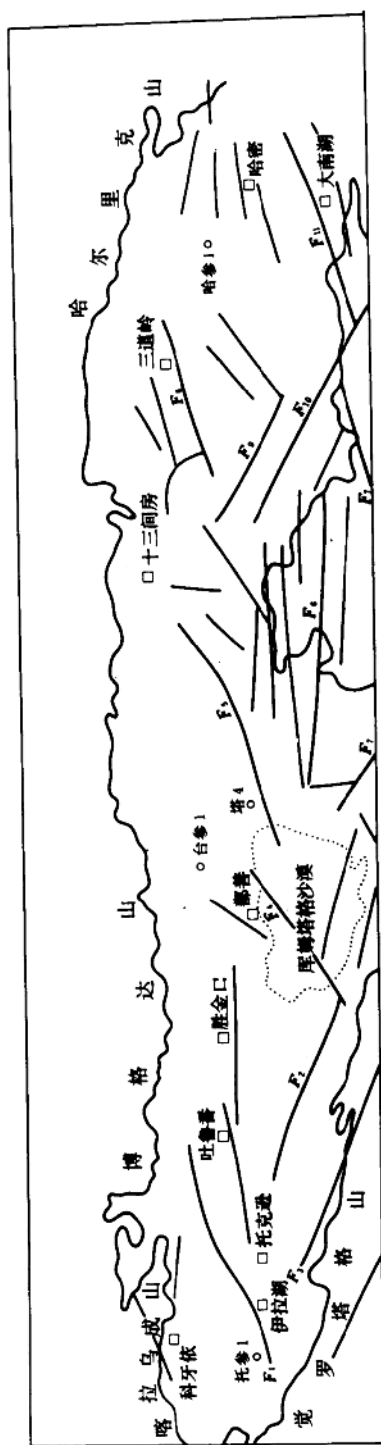 喀拉乌成山
博格达山
哈尔里克山
科牙依
托参1
F₁
伊拉湖
托克逊
吐鲁番
胜金口
台参1
鄯善
F₄
塔4
库姆塔格沙漠
F₂
F₃
觉罗塔格山
F₅
十三间房
三道岭
F₈
F₉
F₁₀
F₆
F₇
F₇
哈参1
哈密
大南湖
F₁₁